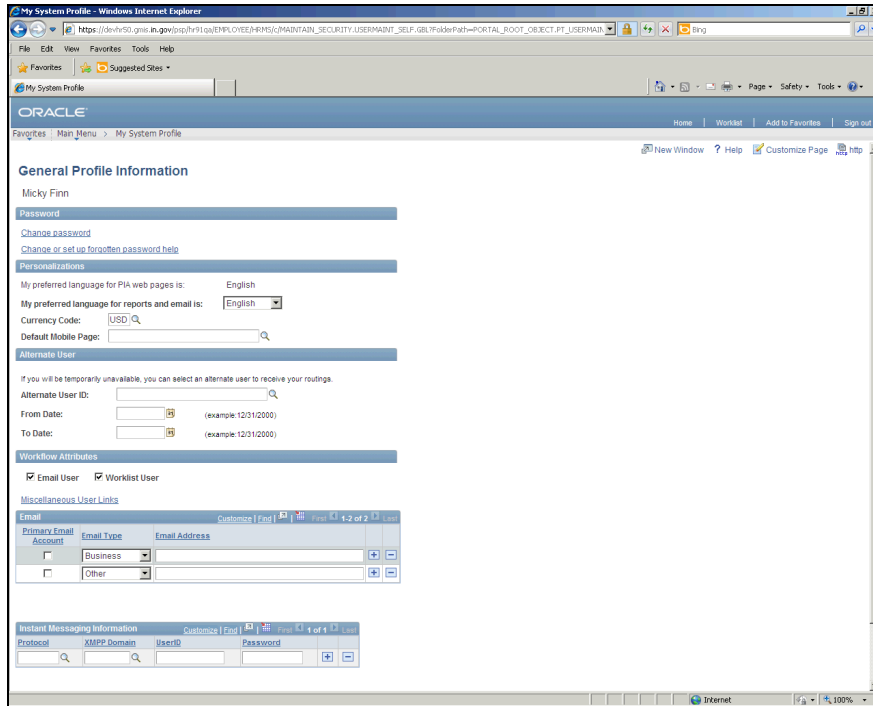 My System Profile - Windows Internet Explorer
https://devhr50.gmis.in.gov/psp/hr91qa/EMPLOYEE/HRMS/c/MAINTAIN_SECURITY.USERMAINT_SELF.GBL?FolderPath=PORTAL_ROOT_OBJECT.PT_USERMAIN
Bing
File Edit View Favorites Tools Help
Favorites Suggested Sites
My System Profile
Page Safety Tools
ORACLE
Home | Worklist | Add to Favorites | Sign out
Favorites Main Menu > My System Profile
New Window ? Help Customize Page http
General Profile Information
Micky Finn
Password
Change password
Change or set up forgotten password help
Personalizations
My preferred language for PIA web pages is: English
My preferred language for reports and email is: English
Currency Code: USD
Default Mobile Page:
Alternate User
If you will be temporarily unavailable, you can select an alternate user to receive your routings.
Alternate User ID:
From Date: (example:12/31/2000)
To Date: (example:12/31/2000)
Workflow Attributes
Email User Worklist User
Miscellaneous User Links
Email Customize | Find | First 1-2 of 2 Last
Primary Email Account Email Type Email Address
Business
Other
Instant Messaging Information Customize | Find | First 1 of 1 Last
Protocol XMPP Domain UserID Password
Internet 100%